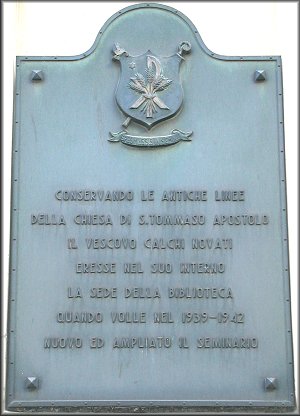 CONSERVANDO LE ANTICHE LINEE
DELLA CHIESA DI S. TOMMASO APOSTOLO
IL VESCOVO CALCHI NOVATI
ERESSE NEL SUO INTERNO
LA SEDE DELLA BIBLIOTECA
QUANDO VOLLE NEL 1939-1942
NUOVO ED AMPLIATO IL SEMINARIO